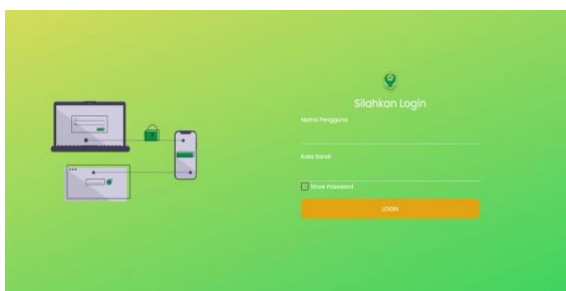 Silahkan Login
Nama Pengguna
Kata Sandi
Show Password
LOGIN